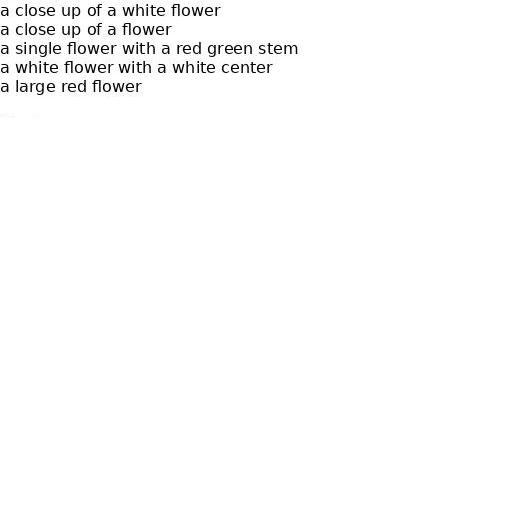 a close up of a white flower
a close up of a flower
a single flower with a red green stem
a white flower with a white center
a large red flower